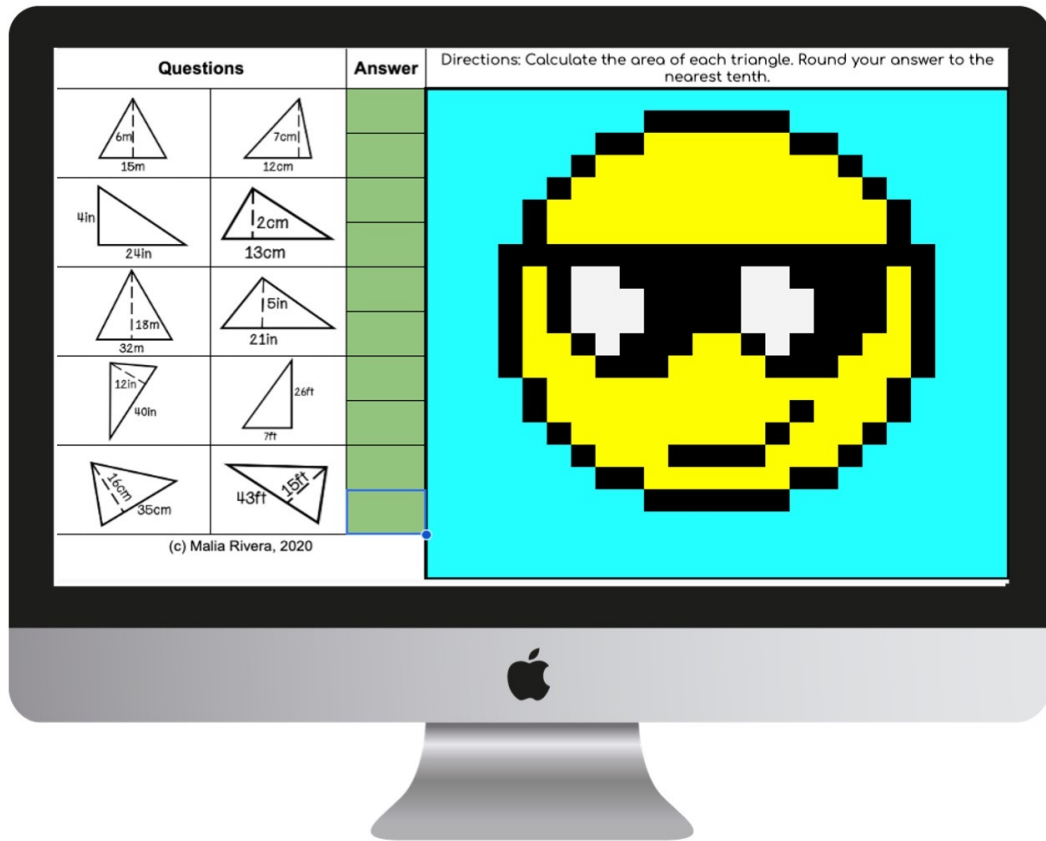 Questions
Answer
Directions: Calculate the area of each triangle. Round your answer to the
nearest tenth.
6m
15m
7cm
12cm
4in
24in
2cm
13cm
18m
32m
5in
21in
12in
40in
26ft
7ft
16cm
35cm
43ft
15ft
(c) Malia Rivera, 2020